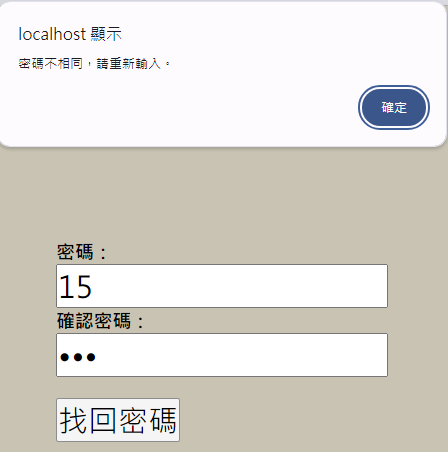 localhost 顯示
密碼不相同，請重新輸入。
確定
密碼：
15
確認密碼：
•••
找回密碼